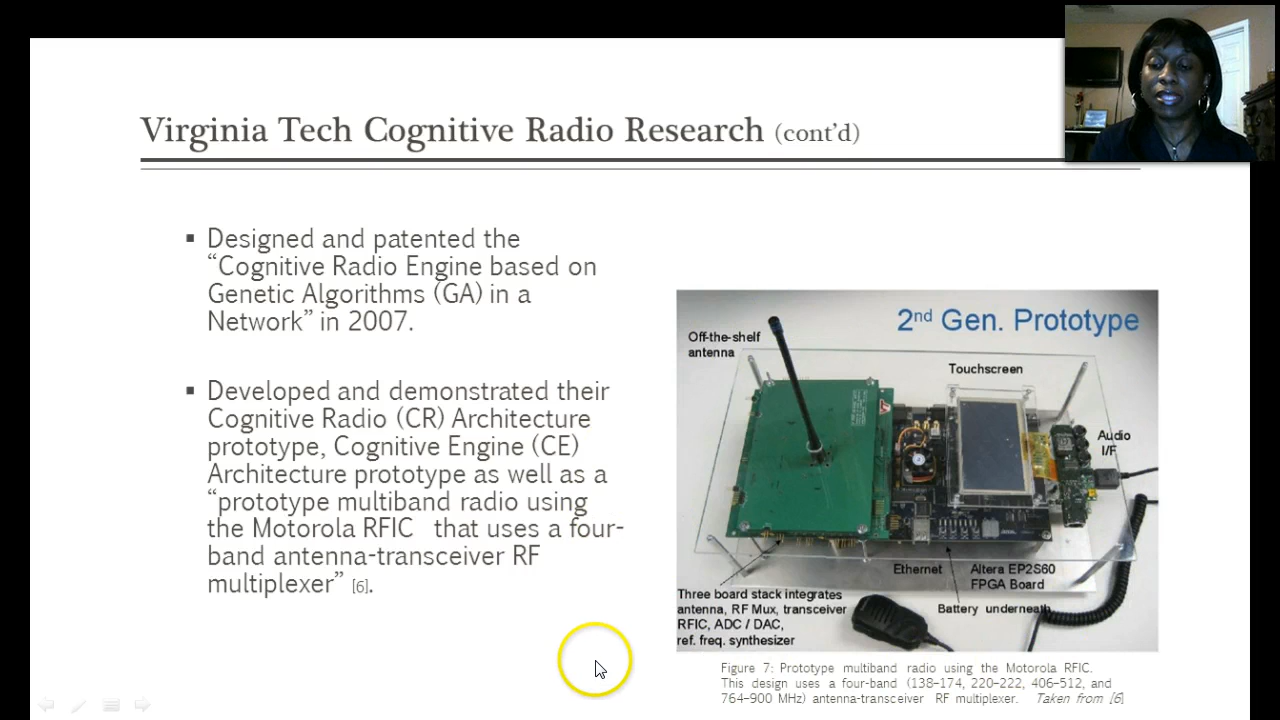 Virginia Tech Cognitive Radio Research (cont'd)
▪ Designed and patented the
“Cognitive Radio Engine based on
Genetic Algorithms (GA) in a
Network” in 2007.
▪ Developed and demonstrated their
Cognitive Radio (CR) Architecture
prototype, Cognitive Engine (CE)
Architecture prototype as well as a
“prototype multiband radio using
the Motorola RFIC that uses a four-
band antenna-transceiver RF
multiplexer” [6].
2nd Gen. Prototype
Off-the-shelf
antenna
Touchscreen
Audio
I/F
Ethernet
Altera EP2S60
FPGA Board
Battery underneath
Three board stack integrates
antenna, RF Mux, transceiver
RFIC, ADC / DAC,
ref. freq. synthesizer
Figure 7: Prototype multiband radio using the Motorola RFIC.
This design uses a four-band (138–174, 220–222, 406–512, and
764–900 MHz) antenna-transceiver RF multiplexer. Taken from [6]